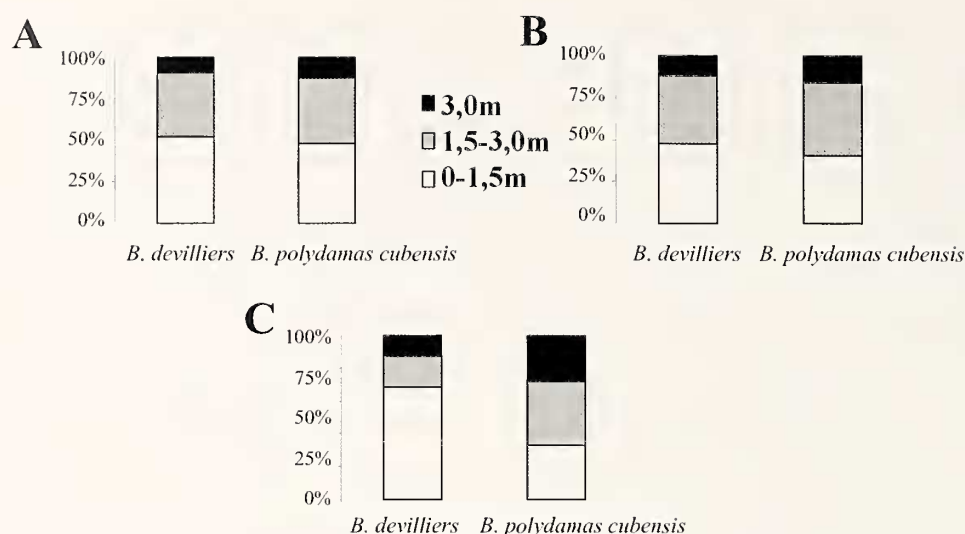 A
100%
75%
50%
25%
0%
B. devilliers B. polydamas cubensis
3,0m
1,5-3,0m
0-1,5m
B
100%
75%
50%
25%
0%
B. devilliers B. polydamas cubensis
C
100%
75%
50%
25%
0%
B. devilliers B. polydamas cubensis